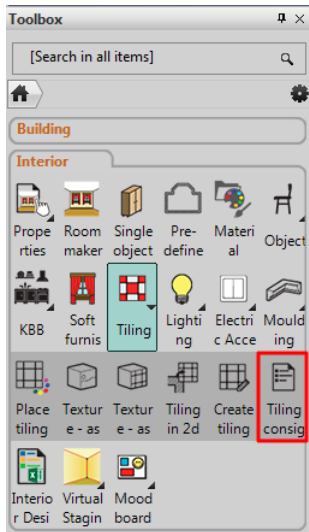 Toolbox
[Search in all items]
Building
Interior
Prope Room Single Pre- Materi Object
rties maker object define al
KBB Soft Tiling Lighti Electri Mould
furnis ng c Acce ing
Place Textur Textur Tiling Create Tiling
tiling e - as e - as in 2d tiling consig
Interio Virtual Mood
r Desi Stagin board